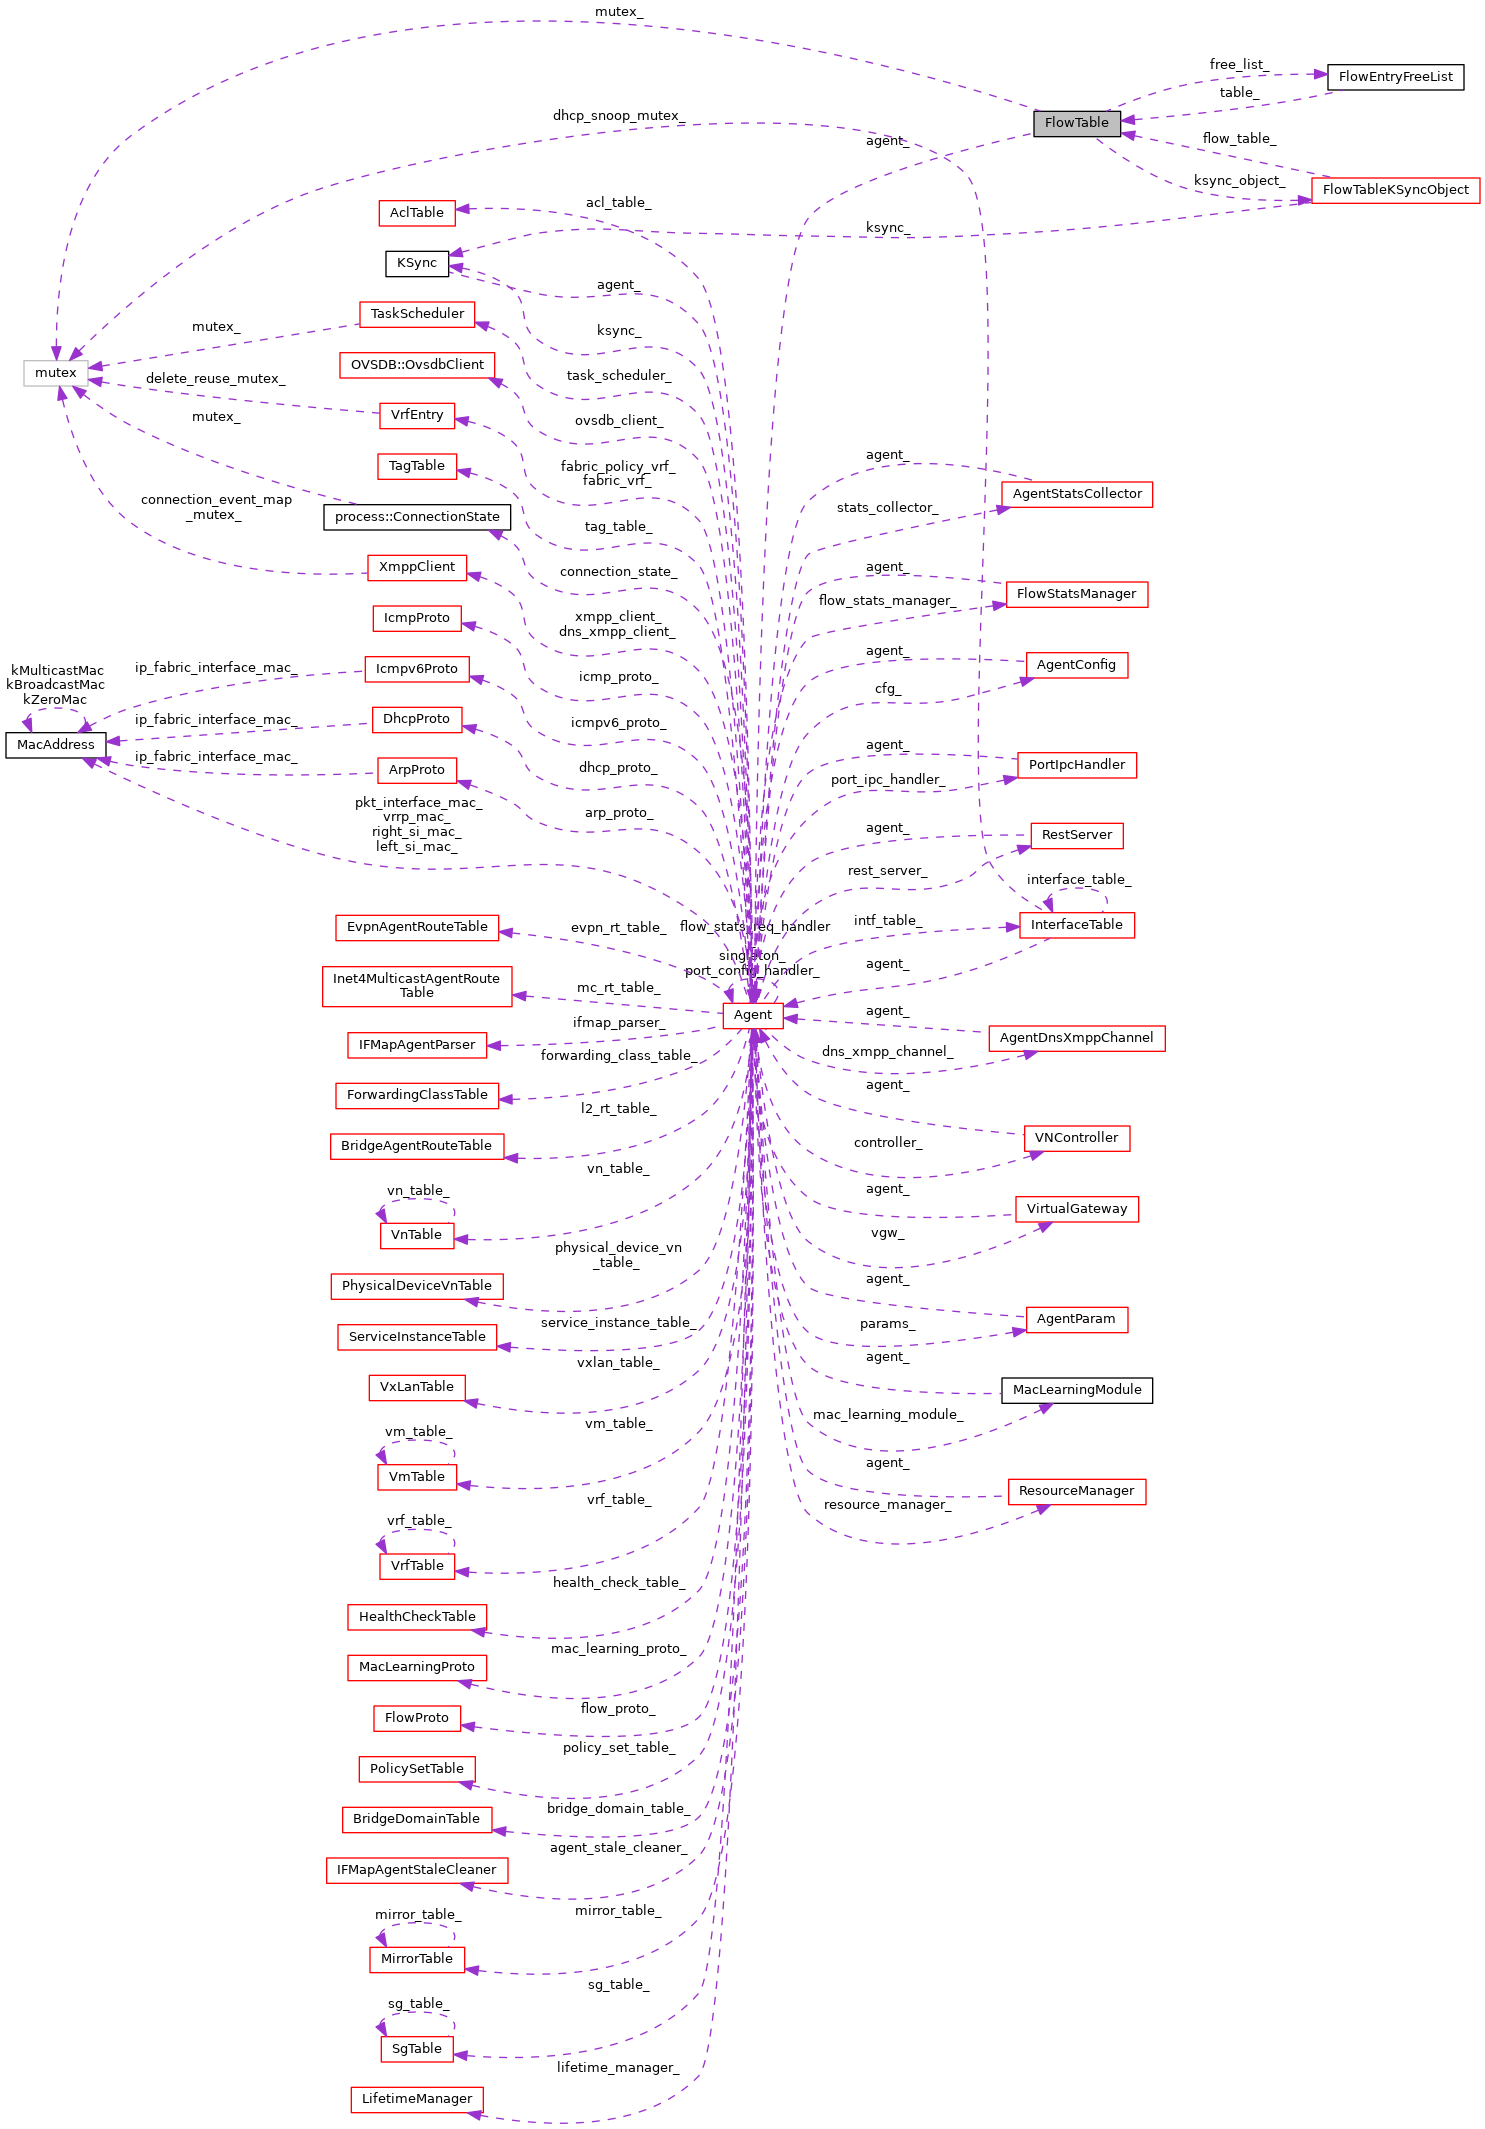 mutex_
free_list_
FlowEntryFreeList
table_
dhcp_snoop_mutex_
FlowTable
agent_
flow_table_
ksync_object_
FlowTableKSyncObject
acl_table_
AclTable
ksync_
KSync
agent_
TaskScheduler
mutex_
ksync_
OVSDB::OvsdbClient
mutex
delete_reuse_mutex_
task_scheduler_
VrfEntry
mutex_
ovsdb_client_
TagTable
fabric_policy_vrf_
fabric_vrf_
agent_
AgentStatsCollector
connection_event_map
_mutex_
process::ConnectionState
stats_collector_
tag_table_
XmppClient
connection_state_
agent_
FlowStatsManager
flow_stats_manager_
IcmpProto
xmpp_client_
dns_xmpp_client_
agent_
AgentConfig
kMulticastMac
kBroadcastMac
kZeroMac
ip_fabric_interface_mac_
Icmpv6Proto
icmp_proto_
cfg_
ip_fabric_interface_mac_
DhcpProto
icmpv6_proto_
MacAddress
agent_
ip_fabric_interface_mac_
ArpProto
dhcp_proto_
PortIpcHandler
port_ipc_handler_
pkt_interface_mac_
vrrp_mac_
right_si_mac_
left_si_mac_
arp_proto_
agent_
RestServer
rest_server_
interface_table_
EvpnAgentRouteTable
evpn_rt_table_
flow_stats_req_handler
intf_table_
InterfaceTable
singleton_
port_config_handler_
agent_
Inet4MulticastAgentRoute
Table
mc_rt_table_
Agent
agent_
IFMapAgentParser
ifmap_parser_
AgentDnsXmppChannel
forwarding_class_table_
dns_xmpp_channel_
ForwardingClassTable
agent_
l2_rt_table_
BridgeAgentRouteTable
controller_
VNController
vn_table_
vn_table_
agent_
VirtualGateway
VnTable
vgw_
physical_device_vn
_table_
PhysicalDeviceVnTable
agent_
AgentParam
ServiceInstanceTable
service_instance_table_
params_
vxlan_table_
agent_
VxLanTable
MacLearningModule
vm_table_
vm_table_
mac_learning_module_
VmTable
agent_
ResourceManager
vrf_table_
resource_manager_
vrf_table_
VrfTable
health_check_table_
HealthCheckTable
mac_learning_proto_
MacLearningProto
flow_proto_
FlowProto
policy_set_table_
PolicySetTable
bridge_domain_table_
BridgeDomainTable
agent_stale_cleaner_
IFMapAgentStaleCleaner
mirror_table_
mirror_table_
MirrorTable
sg_table_
sg_table_
SgTable
lifetime_manager_
LifetimeManager